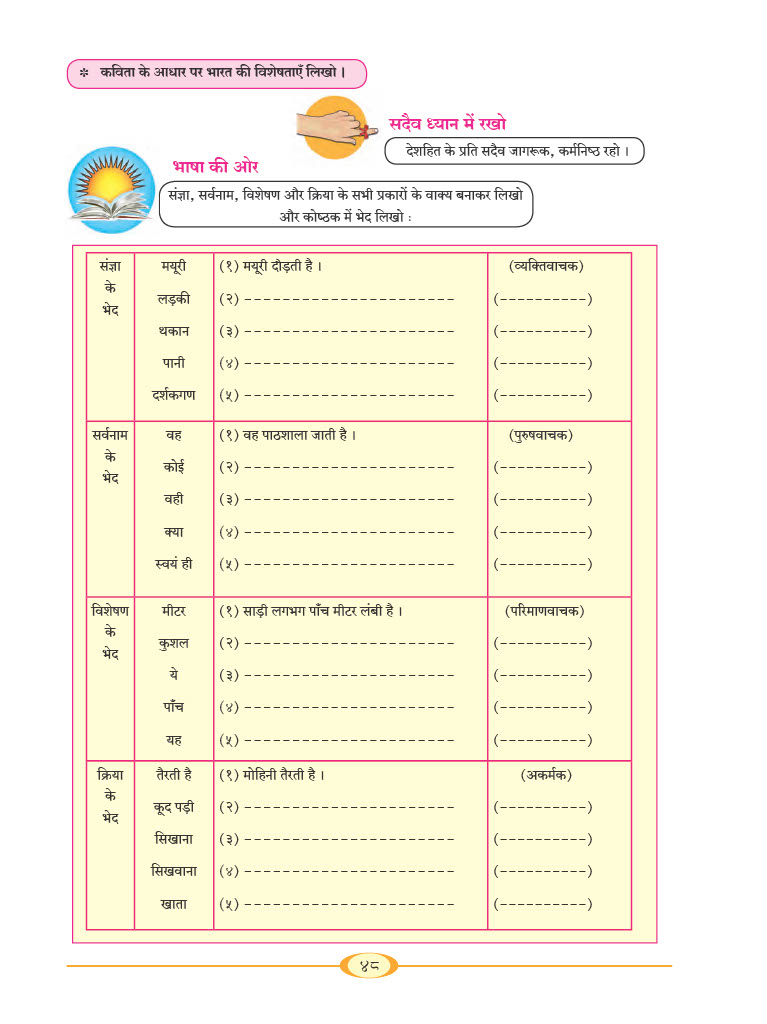 * कविता के आधार पर भारत की विशेषताएँ लिखो ।
सदैव ध्यान में रखो
देशहित के प्रति सदैव जागरूक, कर्मनिष्ठ रहो ।
भाषा की ओर
संज्ञा, सर्वनाम, विशेषण और क्रिया के सभी प्रकारों के वाक्य बनाकर लिखो
और कोष्ठक में भेद लिखो :
संज्ञा के भेद
मयूरी (१) मयूरी दौड़ती है । (व्यक्तिवाचक)
लड़की (२) ---------------------- (----------)
थकान (३) ---------------------- (----------)
पानी (४) ---------------------- (----------)
दर्शकगण (५) ---------------------- (----------)
सर्वनाम के भेद
वह (१) वह पाठशाला जाती है । (पुरुषवाचक)
कोई (२) ---------------------- (----------)
वही (३) ---------------------- (----------)
क्या (४) ---------------------- (----------)
स्वयं ही (५) ---------------------- (----------)
विशेषण के भेद
मीटर (१) साड़ी लगभग पाँच मीटर लंबी है । (परिमाणवाचक)
कुशल (२) ---------------------- (----------)
ये (३) ---------------------- (----------)
पाँच (४) ---------------------- (----------)
यह (५) ---------------------- (----------)
क्रिया के भेद
तैरती है (१) मोहिनी तैरती है । (अकर्मक)
कूद पड़ी (२) ---------------------- (----------)
सिखाना (३) ---------------------- (----------)
सिखवाना (४) ---------------------- (----------)
खाता (५) ---------------------- (----------)
४८